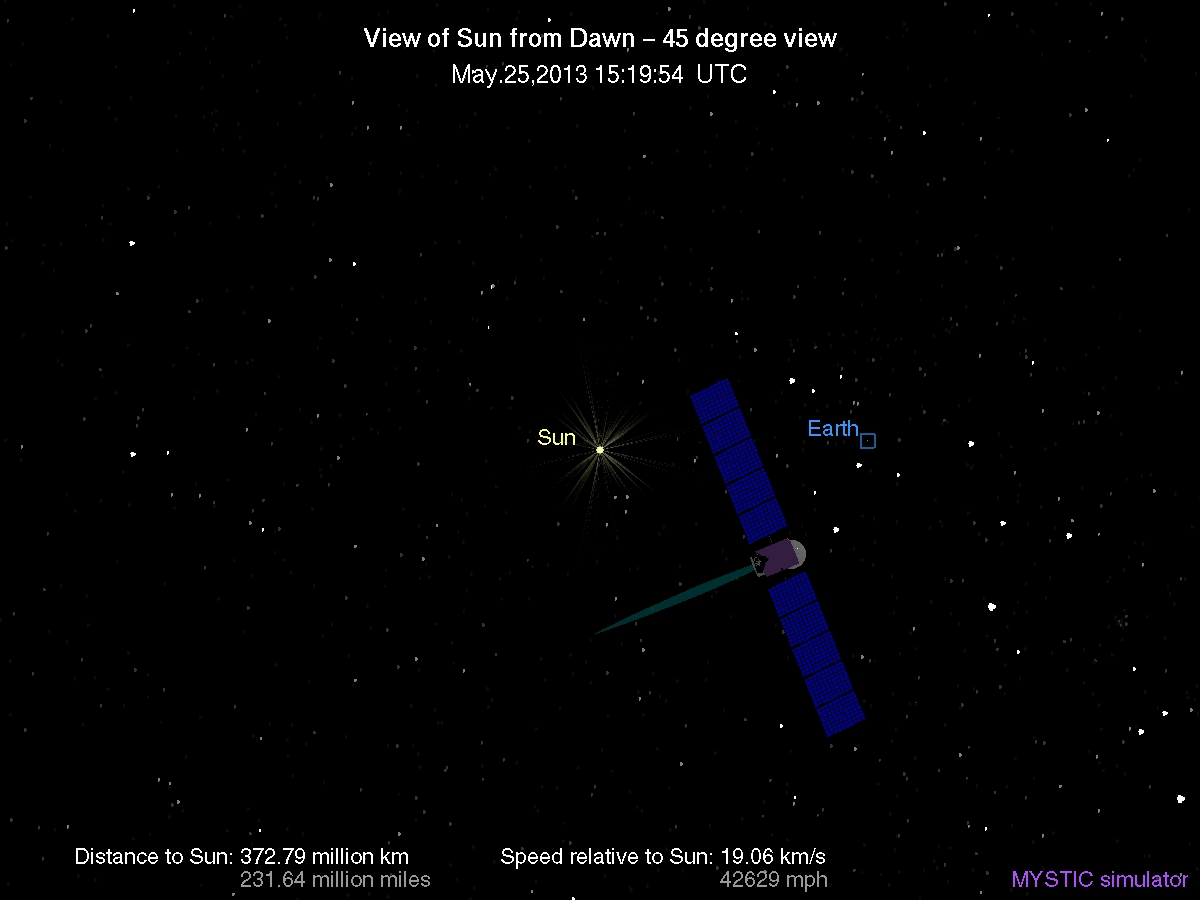 View of Sun from Dawn – 45 degree view
May.25,2013 15:19:54 UTC
Sun
Earth
Distance to Sun: 372.79 million km
231.64 million miles
Speed relative to Sun: 19.06 km/s
42629 mph
MYSTIC simulator